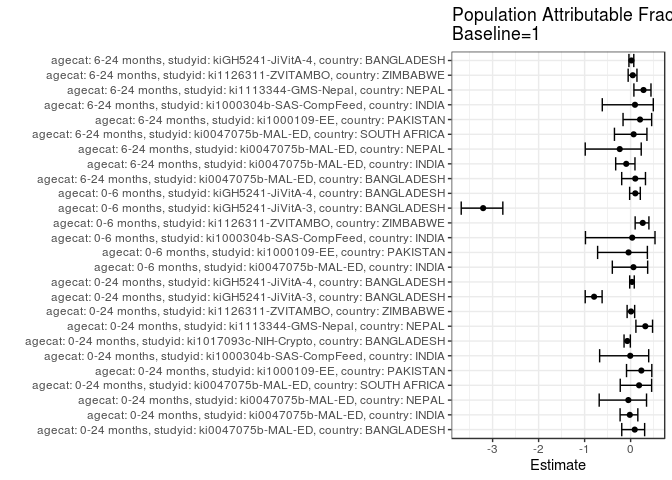 Population Attributable Frac
Baseline=1
agecat: 6-24 months, studyid: kiGH5241-JiVitA-4, country: BANGLADESH
agecat: 6-24 months, studyid: ki1126311-ZVITAMBO, country: ZIMBABWE
agecat: 6-24 months, studyid: ki1113344-GMS-Nepal, country: NEPAL
agecat: 6-24 months, studyid: ki1000304b-SAS-CompFeed, country: INDIA
agecat: 6-24 months, studyid: ki1000109-EE, country: PAKISTAN
agecat: 6-24 months, studyid: ki0047075b-MAL-ED, country: SOUTH AFRICA
agecat: 6-24 months, studyid: ki0047075b-MAL-ED, country: NEPAL
agecat: 6-24 months, studyid: ki0047075b-MAL-ED, country: INDIA
agecat: 6-24 months, studyid: ki0047075b-MAL-ED, country: BANGLADESH
agecat: 0-6 months, studyid: kiGH5241-JiVitA-4, country: BANGLADESH
agecat: 0-6 months, studyid: kiGH5241-JiVitA-3, country: BANGLADESH
agecat: 0-6 months, studyid: ki1126311-ZVITAMBO, country: ZIMBABWE
agecat: 0-6 months, studyid: ki1000304b-SAS-CompFeed, country: INDIA
agecat: 0-6 months, studyid: ki1000109-EE, country: PAKISTAN
agecat: 0-6 months, studyid: ki0047075b-MAL-ED, country: INDIA
agecat: 0-24 months, studyid: kiGH5241-JiVitA-4, country: BANGLADESH
agecat: 0-24 months, studyid: kiGH5241-JiVitA-3, country: BANGLADESH
agecat: 0-24 months, studyid: ki1126311-ZVITAMBO, country: ZIMBABWE
agecat: 0-24 months, studyid: ki1113344-GMS-Nepal, country: NEPAL
agecat: 0-24 months, studyid: ki1017093c-NIH-Crypto, country: BANGLADESH
agecat: 0-24 months, studyid: ki1000304b-SAS-CompFeed, country: INDIA
agecat: 0-24 months, studyid: ki1000109-EE, country: PAKISTAN
agecat: 0-24 months, studyid: ki0047075b-MAL-ED, country: SOUTH AFRICA
agecat: 0-24 months, studyid: ki0047075b-MAL-ED, country: NEPAL
agecat: 0-24 months, studyid: ki0047075b-MAL-ED, country: INDIA
agecat: 0-24 months, studyid: ki0047075b-MAL-ED, country: BANGLADESH
-3 -2 -1 0
Estimate